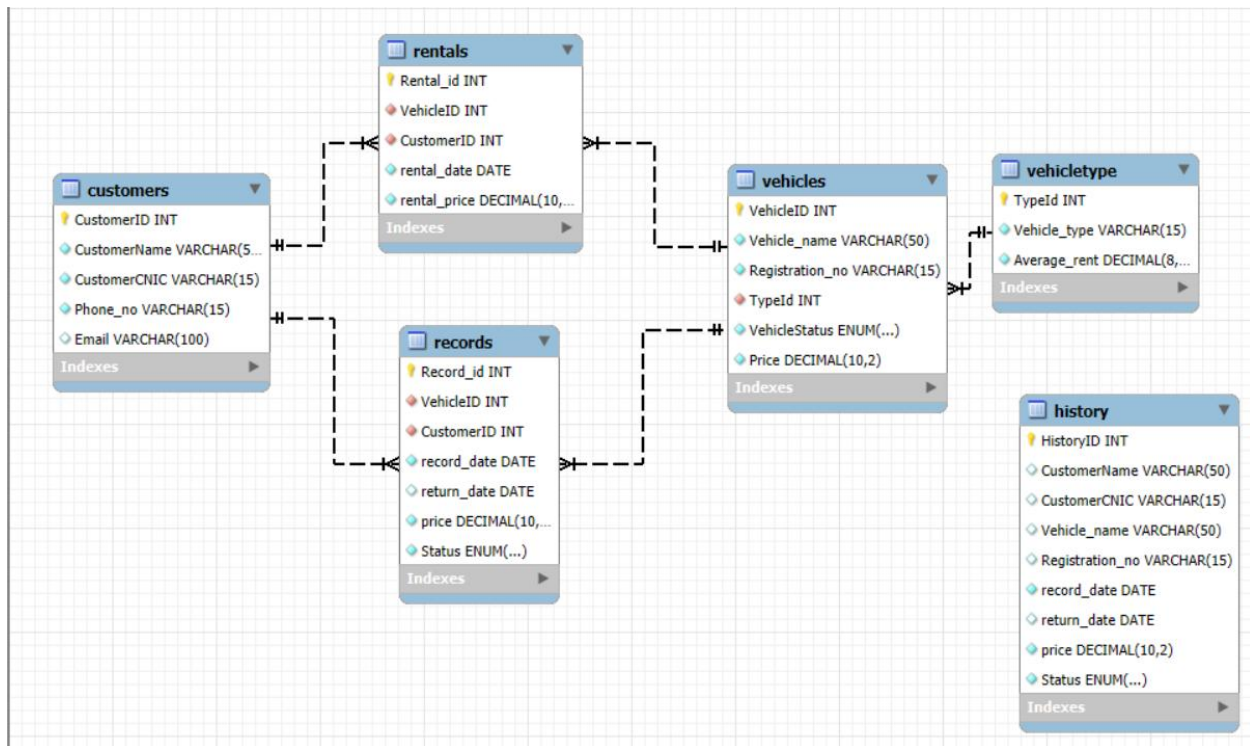 rentals
Rental_id INT
VehicleID INT
CustomerID INT
rental_date DATE
rental_price DECIMAL(10,...
Indexes
customers
CustomerID INT
CustomerName VARCHAR(5...
CustomerCNIC VARCHAR(15)
Phone_no VARCHAR(15)
Email VARCHAR(100)
Indexes
records
Record_id INT
VehicleID INT
CustomerID INT
record_date DATE
return_date DATE
price DECIMAL(10,...
Status ENUM(...)
Indexes
vehicles
VehicleID INT
Vehicle_name VARCHAR(50)
Registration_no VARCHAR(15)
TypeId INT
VehicleStatus ENUM(...)
Price DECIMAL(10,2)
Indexes
vehicletype
TypeId INT
Vehicle_type VARCHAR(15)
Average_rent DECIMAL(8,...
Indexes
history
HistoryID INT
CustomerName VARCHAR(50)
CustomerCNIC VARCHAR(15)
Vehicle_name VARCHAR(50)
Registration_no VARCHAR(15)
record_date DATE
return_date DATE
price DECIMAL(10,2)
Status ENUM(...)
Indexes